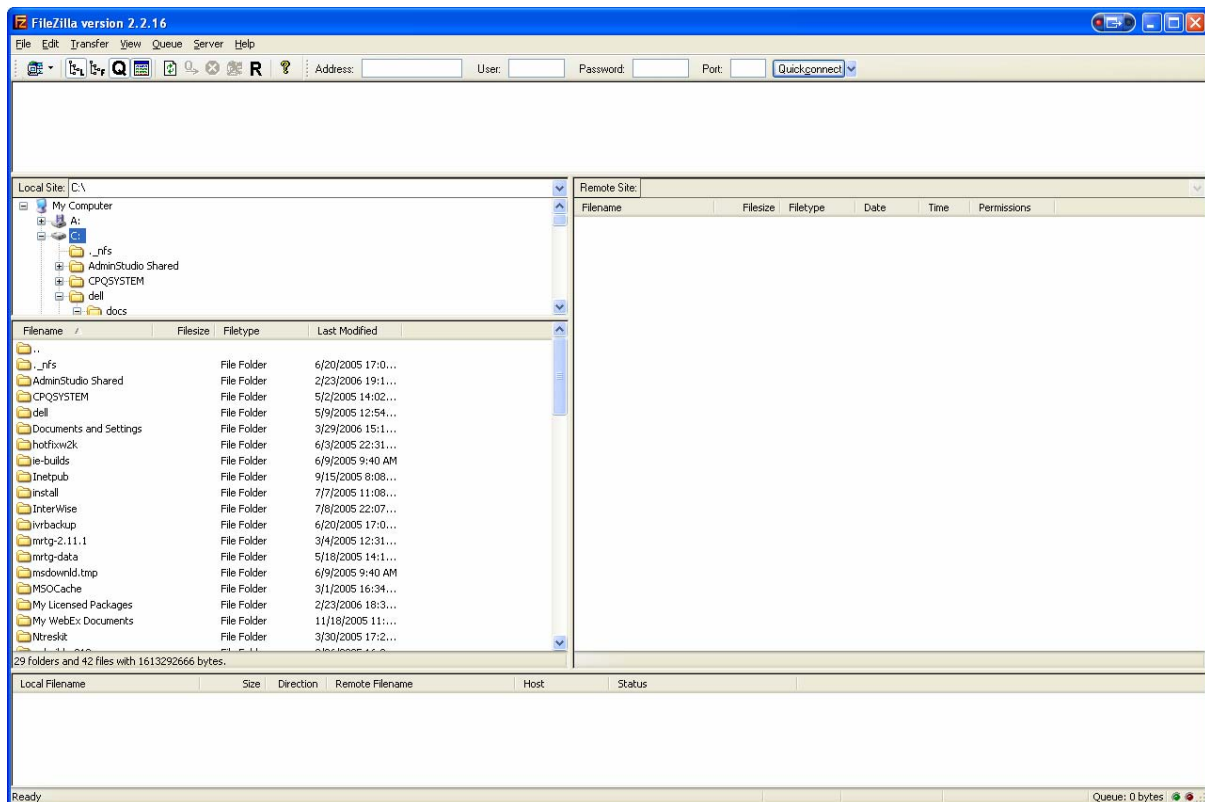 FileZilla version 2.2.16
File Edit Transfer View Queue Server Help
Address: User: Password: Port: Quickconnect
Local Site: C:\
My Computer
A:
C:
._nfs
AdminStudio Shared
CPQSYSTEM
dell
docs
Remote Site:
Filename Filesize Filetype Date Time Permissions
Filename Filesize Filetype Last Modified
..
._nfs File Folder 6/20/2005 17:0...
AdminStudio Shared File Folder 2/23/2006 19:1...
CPQSYSTEM File Folder 5/2/2005 14:02...
dell File Folder 5/9/2005 12:54...
Documents and Settings File Folder 3/29/2006 15:1...
hotfixw2k File Folder 6/3/2005 22:31...
ie-builds File Folder 6/9/2005 9:40 AM
Inetpub File Folder 9/15/2005 8:08...
install File Folder 7/7/2005 11:08...
InterWise File Folder 7/8/2005 22:07...
ivrbackup File Folder 6/20/2005 17:0...
mrtg-2.11.1 File Folder 3/4/2005 12:31...
mrtg-data File Folder 5/18/2005 14:1...
msdownld.tmp File Folder 6/9/2005 9:40 AM
MSOCache File Folder 3/1/2005 16:34...
My Licensed Packages File Folder 2/23/2006 18:3...
My WebEx Documents File Folder 11/18/2005 11:...
Ntreskit File Folder 3/30/2005 17:2...
29 folders and 42 files with 1613292666 bytes.
Local Filename Size Direction Remote Filename Host Status
Ready Queue: 0 bytes